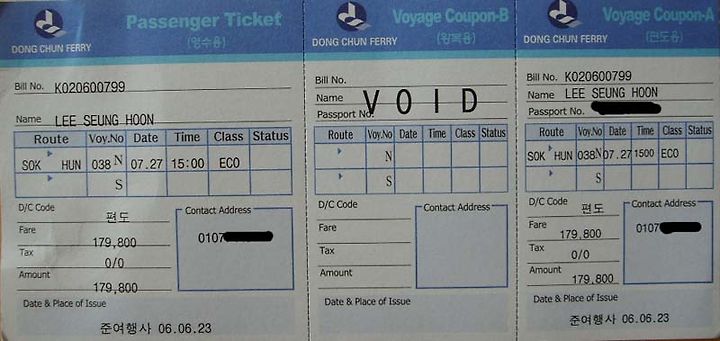 Passenger Ticket
(영수용)
DONG CHUN FERRY
Bill No. K020600799
Name LEE SEUNG HOON
Route Voy.No Date Time Class Status
SOK HUN 038 N 07.27 15:00 ECO
S
D/C Code 편도
Fare 179,800
Tax 0/0
Amount 179,800
Contact Address
0107
Date & Place of Issue
준여행사 06.06.23
Voyage Coupon-B
(왕복용)
DONG CHUN FERRY
Bill No.
Name
Passport No.
VOID
Route Voy.No Date Time Class Status
N
S
D/C Code
Fare
Tax
Amount
Contact Address
Date & Place of Issue
Voyage Coupon-A
(편도용)
DONG CHUN FERRY
Bill No. K020600799
Name LEE SEUNG HOON
Passport No.
Route Voy.No Date Time Class Status
SOK HUN 038N 07.27 1500 ECO
S
D/C Code 편도
Fare 179,800
Tax 0/0
Amount 179,800
Contact Address
0107
Date & Place of Issue
준여행사 06.06.23